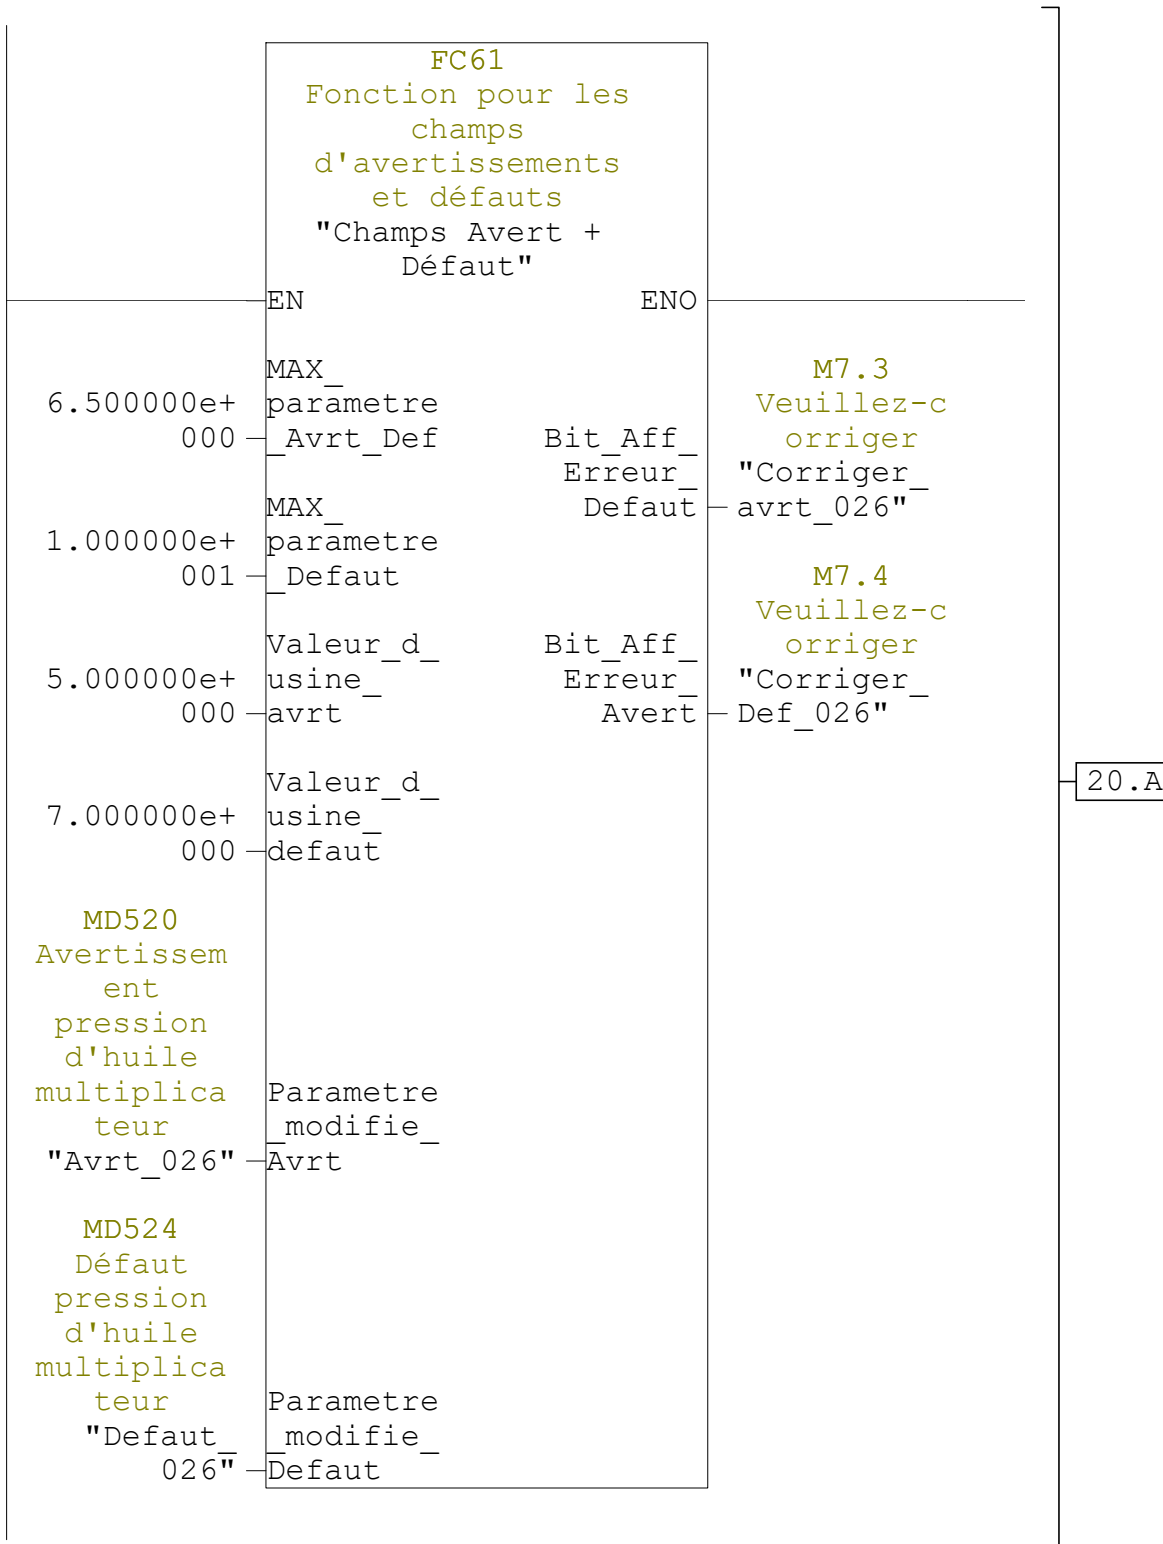 FC61
Fonction pour les
champs
d'avertissements
et défauts
"Champs Avert +
Défaut"
EN
ENO
MAX_
6.500000e+ parametre
000 _Avrt_Def
MAX_
1.000000e+ parametre
001 _Defaut
Valeur_d_
5.000000e+ usine_
000 avrt
Valeur_d_
7.000000e+ usine_
000 defaut
MD520
Avertissem
ent
pression
d'huile
multiplica
teur
"Avrt_026"
Parametre
_modifie_
Avrt
MD524
Défaut
pression
d'huile
multiplica
teur
"Defaut_
026"
Parametre
_modifie_
Defaut
Bit_Aff_
Erreur_
Defaut
M7.3
Veuillez-c
orriger
"Corriger_
avrt_026"
Bit_Aff_
Erreur_
Avert
M7.4
Veuillez-c
orriger
"Corriger_
Def_026"
20.A